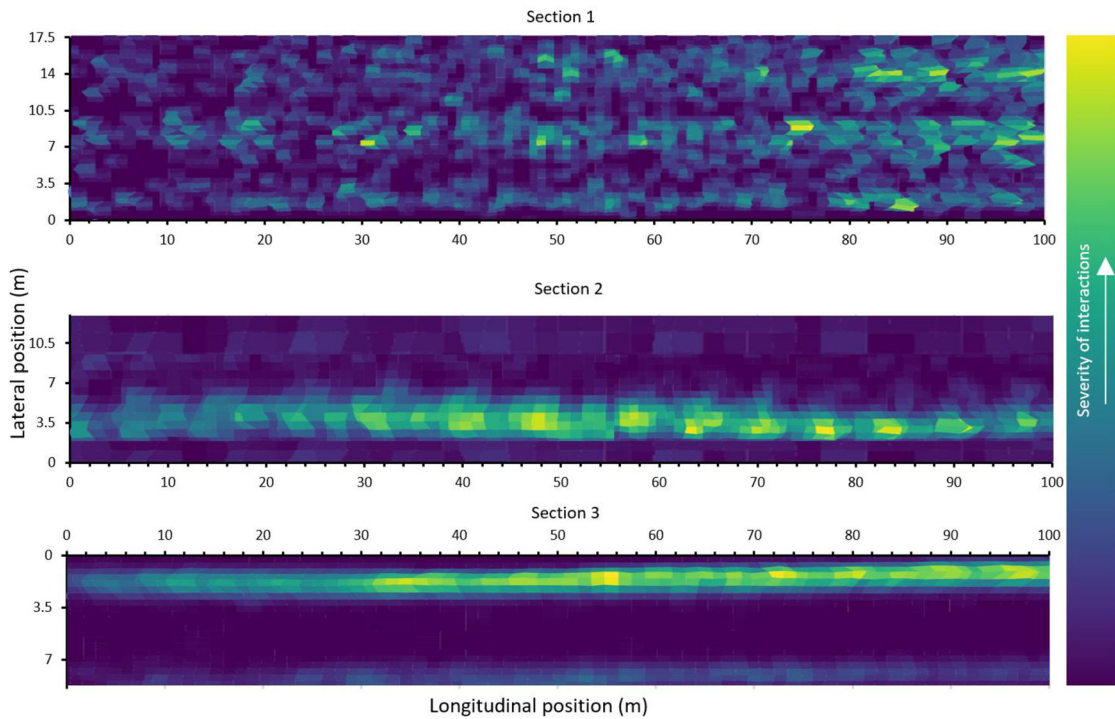 Section 1
17.5
14
10.5
7
3.5
0
0 10 20 30 40 50 60 70 80 90 100
Section 2
10.5
7
3.5
0
0 10 20 30 40 50 60 70 80 90 100
Section 3
0 10 20 30 40 50 60 70 80 90 100
0
3.5
7
Longitudinal position (m)
Lateral position (m)
Severity of interactions